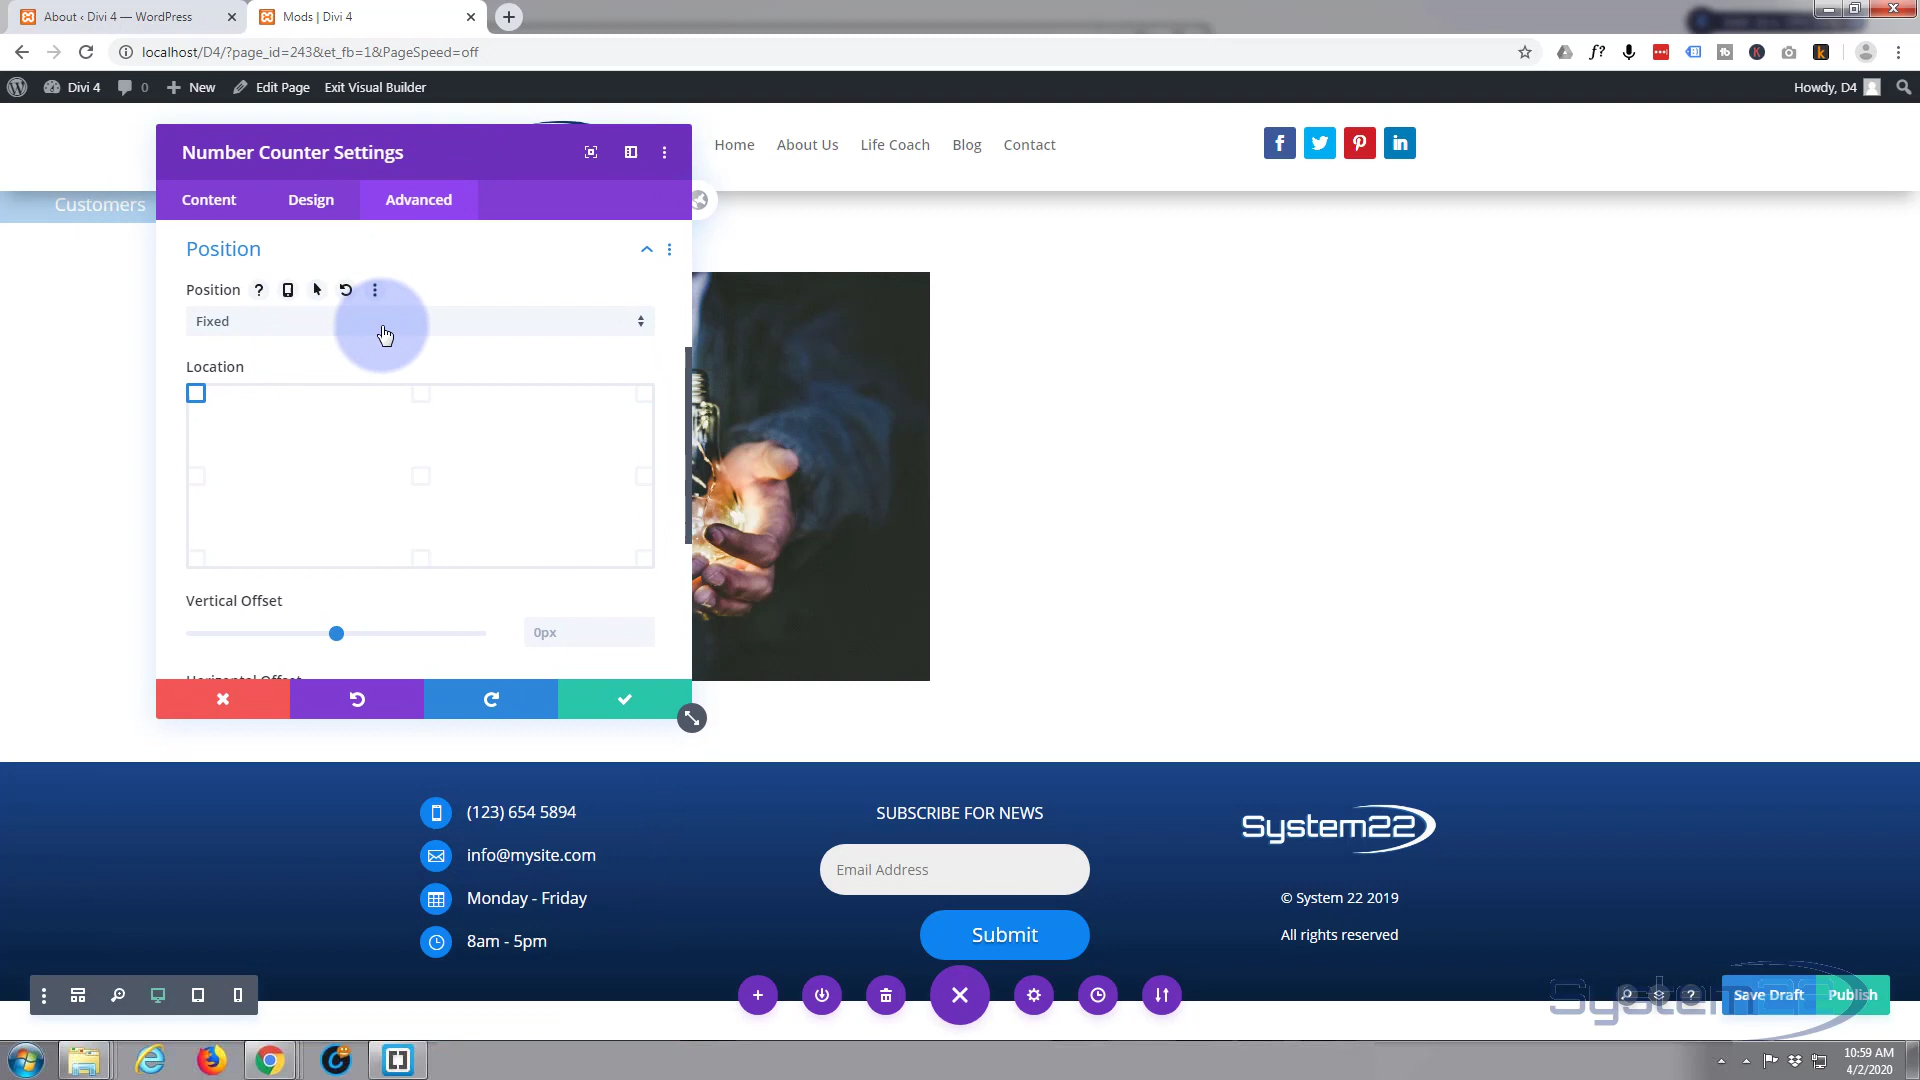 About ‹ Divi 4 — WordPress
Mods | Divi 4
localhost/D4/?page_id=243&et_fb=1&PageSpeed=off
Divi 4
0
New
Edit Page
Exit Visual Builder
Howdy, D4
Number Counter Settings
Home
About Us
Life Coach
Blog
Contact
Content
Design
Advanced
Customers
Position
Position
Fixed
Location
Vertical Offset
0px
Horizontal Offset
(123) 654 5894
info@mysite.com
Monday - Friday
8am - 5pm
SUBSCRIBE FOR NEWS
Email Address
Submit
System22
© System 22 2019
All rights reserved
Save Draft
Publish
System22
10:59 AM
4/2/2020